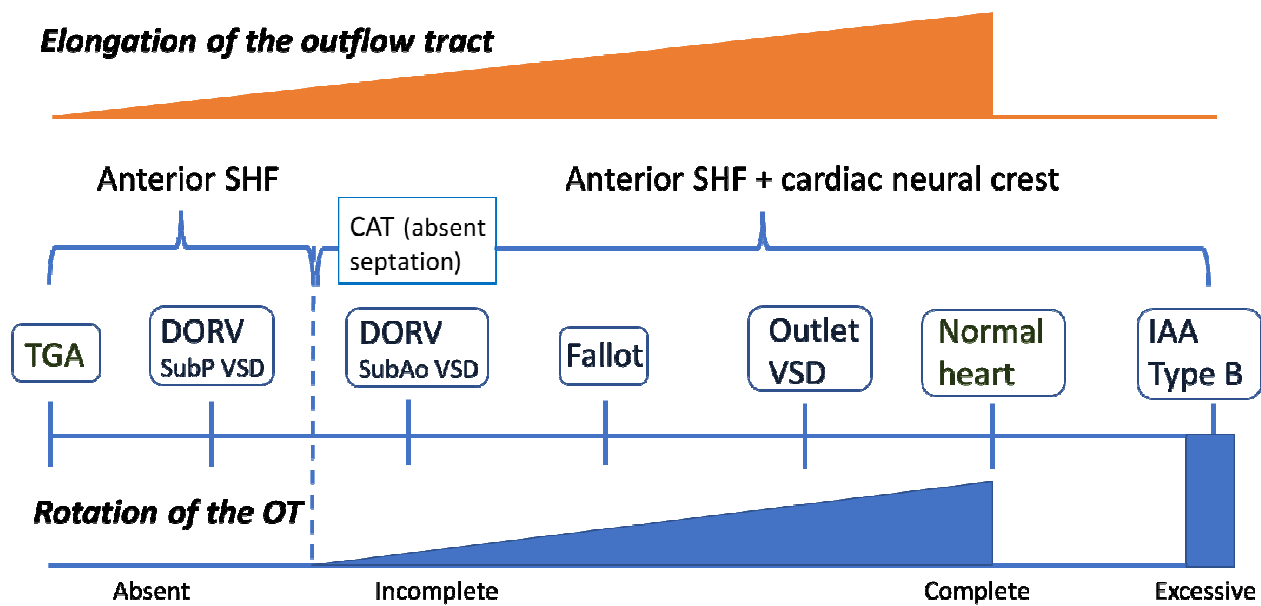 Elongation of the outflow tract
Anterior SHF
Anterior SHF + cardiac neural crest
CAT (absent
septation)
TGA
DORV
SubP VSD
DORV
SubAo VSD
Fallot
Outlet
VSD
Normal
heart
IAA
Type B
Rotation of the OT
Absent
Incomplete
Complete
Excessive